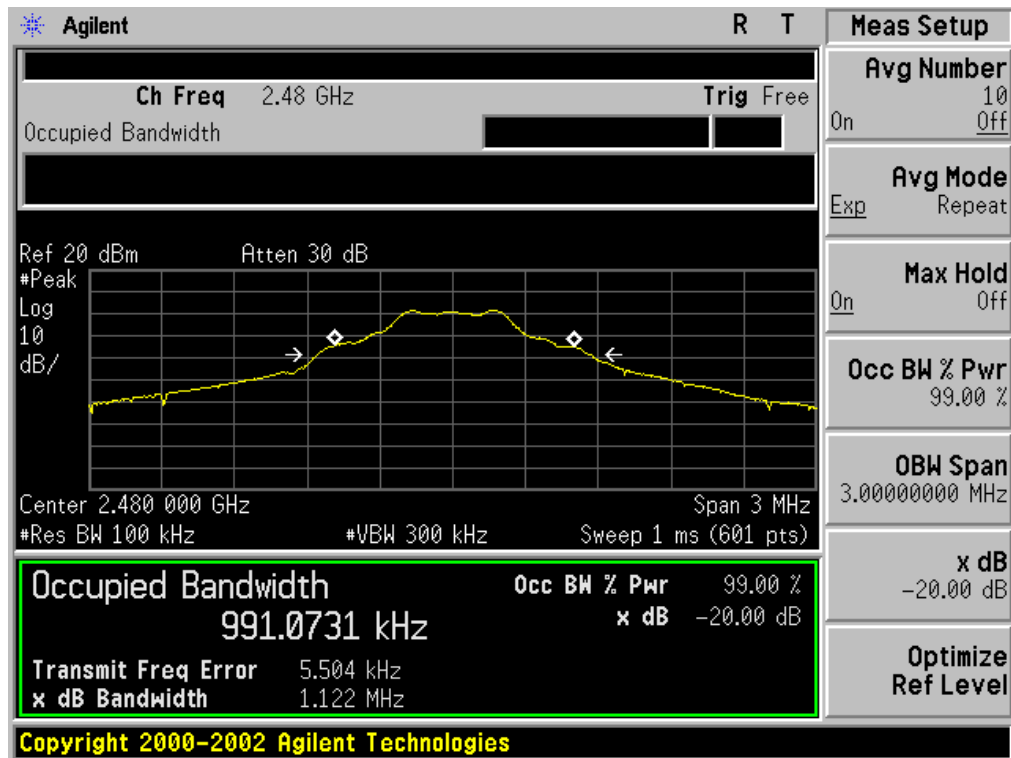 Agilent R T
Ch Freq 2.48 GHz Trig Free
Occupied Bandwidth
Ref 20 dBm Atten 30 dB
#Peak
Log
10
dB/
Center 2.480 000 GHz Span 3 MHz
#Res BW 100 kHz #VBW 300 kHz Sweep 1 ms (601 pts)
Occupied Bandwidth Occ BW % Pwr 99.00 %
991.0731 kHz x dB -20.00 dB
Transmit Freq Error 5.504 kHz
x dB Bandwidth 1.122 MHz
Copyright 2000-2002 Agilent Technologies
Meas Setup
Avg Number
10
On Off
Avg Mode
Exp Repeat
Max Hold
On Off
Occ BW % Pwr
99.00 %
OBW Span
3.00000000 MHz
x dB
-20.00 dB
Optimize
Ref Level